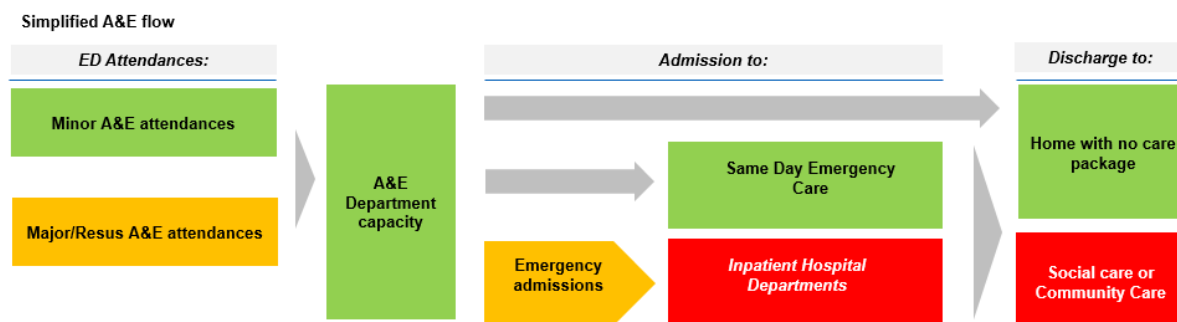 Simplified A&E flow
ED Attendances:
Admission to:
Discharge to:
Minor A&E attendances
Major/Resus A&E attendances
A&E
Department
capacity
Same Day Emergency
Care
Emergency
admissions
Inpatient Hospital
Departments
Home with no care
package
Social care or
Community Care